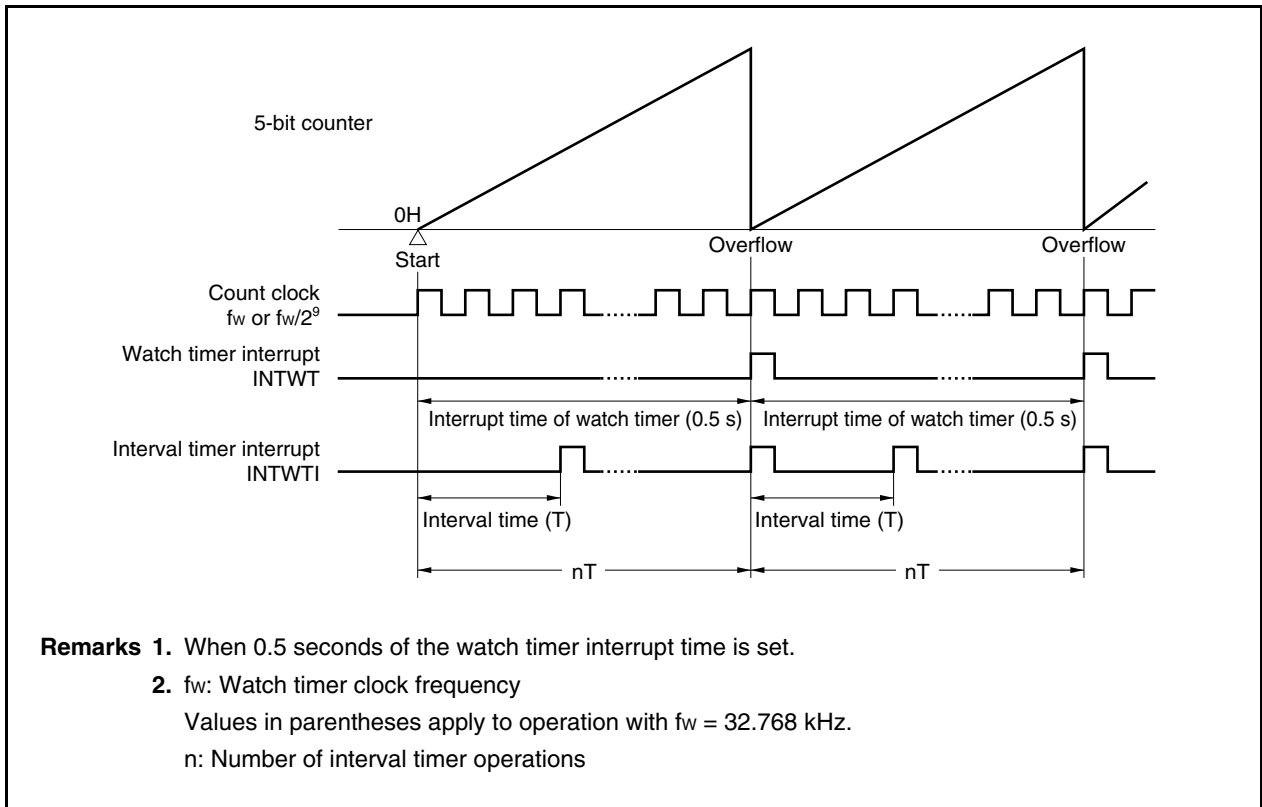 5-bit counter
0H
Start
Overflow
Overflow
Count clock
fw or fw/2⁹
Watch timer interrupt
INTWT
Interrupt time of watch timer (0.5 s)
Interrupt time of watch timer (0.5 s)
Interval timer interrupt
INTWTI
Interval time (T)
Interval time (T)
nT
nT
Remarks 1. When 0.5 seconds of the watch timer interrupt time is set.
2. fw: Watch timer clock frequency
Values in parentheses apply to operation with fw = 32.768 kHz.
n: Number of interval timer operations